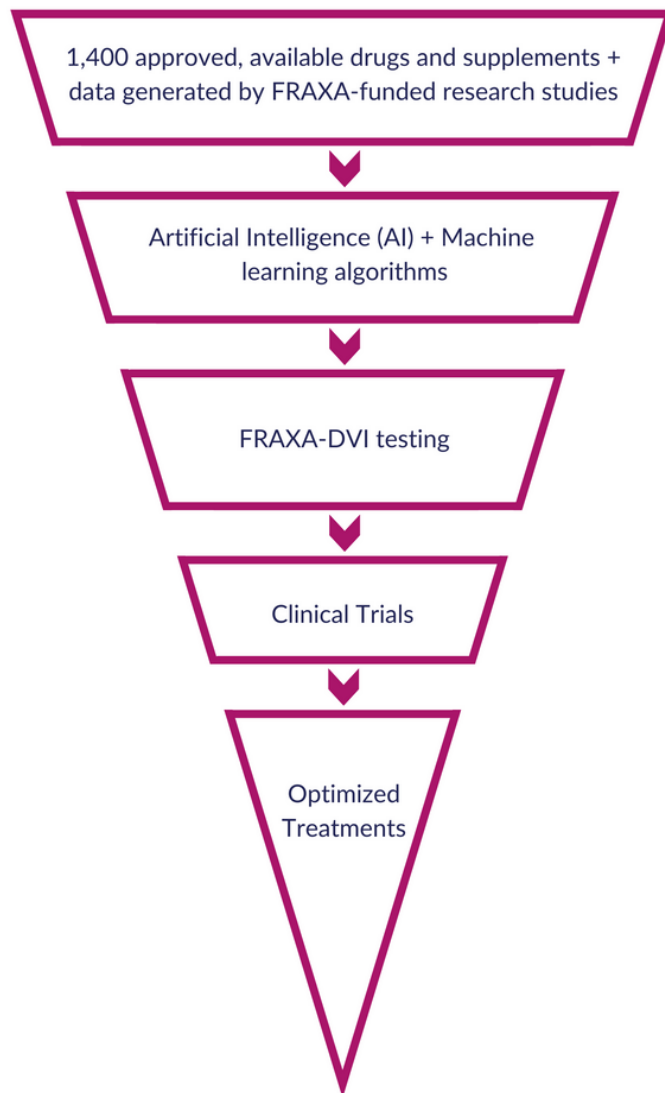 1,400 approved, available drugs and supplements +
data generated by FRAXA-funded research studies
Artificial Intelligence (AI) + Machine
learning algorithms
FRAXA-DVI testing
Clinical Trials
Optimized
Treatments